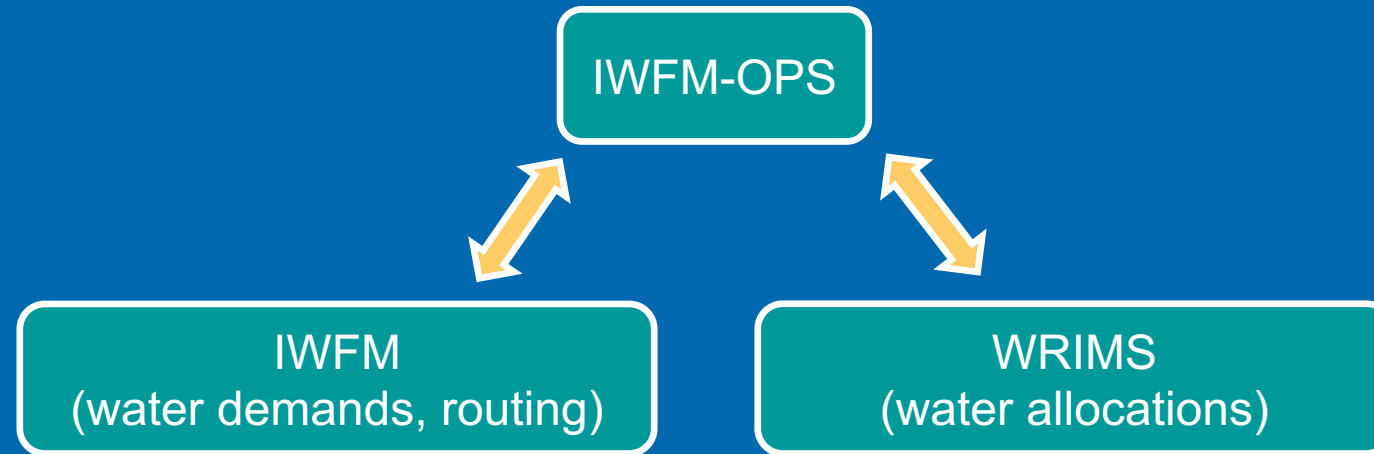 IWFM-OPS
IWFM
(water demands, routing)
WRIMS
(water allocations)